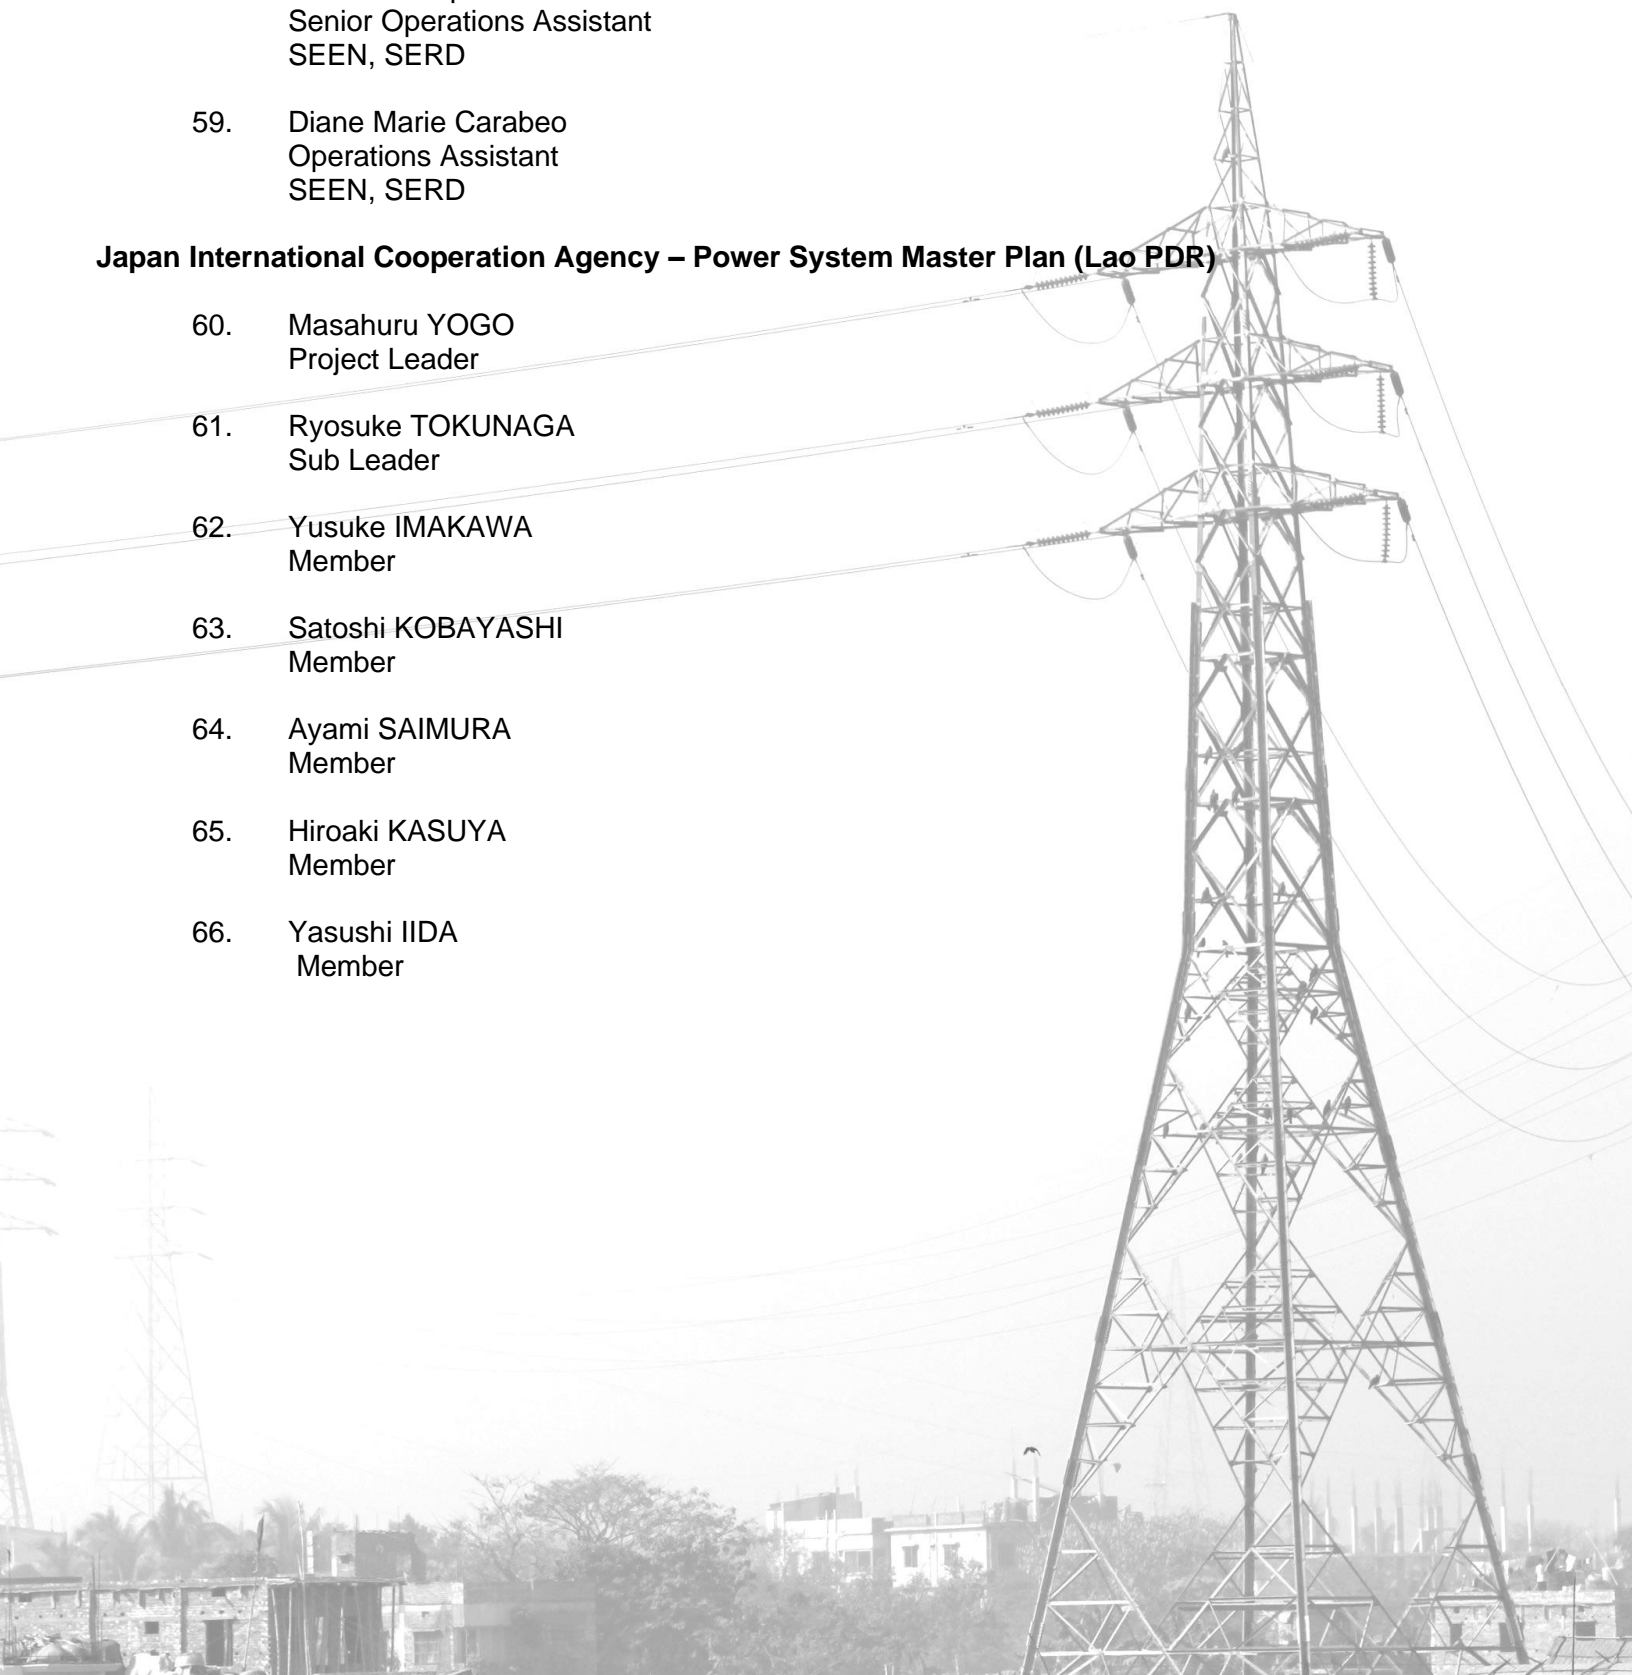 Senior Operations Assistant
SEEN, SERD
59. Diane Marie Carabeo
Operations Assistant
SEEN, SERD
Japan International Cooperation Agency – Power System Master Plan (Lao PDR)
60. Masahuru YOGO
Project Leader
61. Ryosuke TOKUNAGA
Sub Leader
62. Yusuke IMAKAWA
Member
63. Satoshi KOBAYASHI
Member
64. Ayami SAIMURA
Member
65. Hiroaki KASUYA
Member
66. Yasushi IIDA
Member